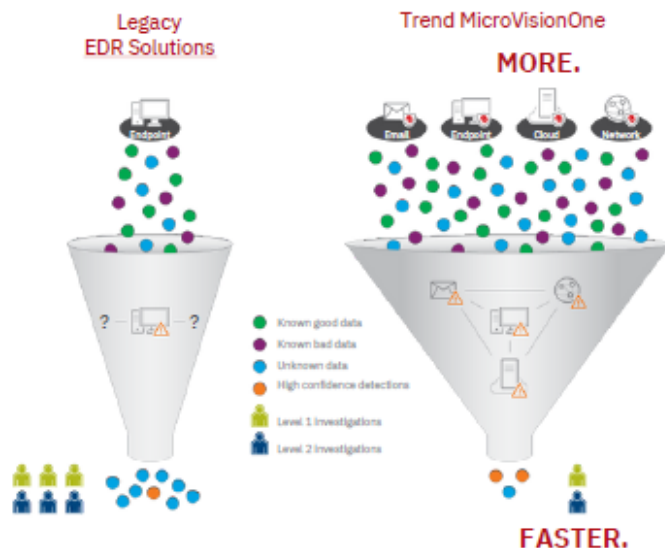 Legacy
EDR Solutions
Trend MicroVisionOne
MORE.
Endpoint
Email
Endpoint
Cloud
Network
?
?
Known good data
Known bad data
Unknown data
High confidence detections
Level 1 Investigations
Level 2 Investigations
FASTER.